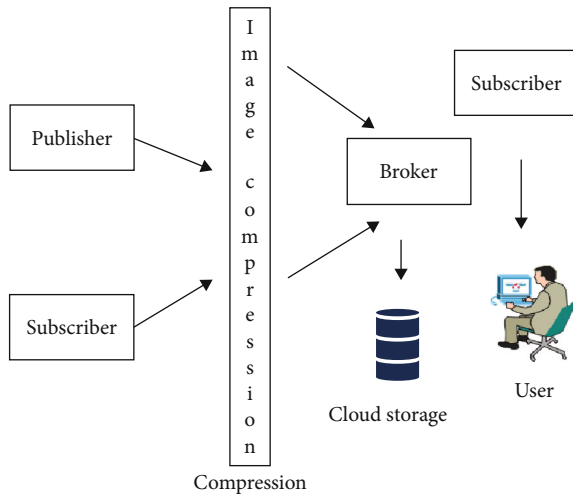 Publisher
Subscriber
Image compression
Compression
Broker
Cloud storage
Subscriber
User